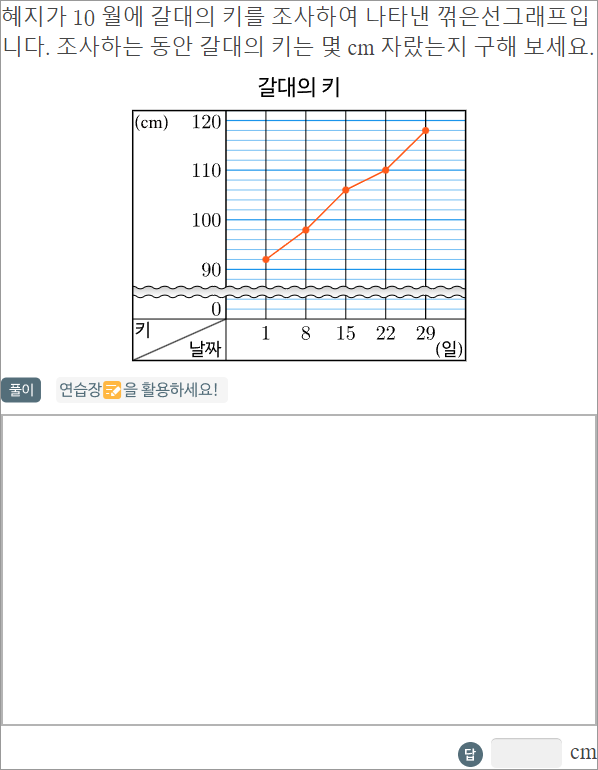 혜지가 10 월에 갈대의 키를 조사하여 나타낸 꺾은선그래프입
니다. 조사하는 동안 갈대의 키는 몇 cm 자랐는지 구해 보세요.
갈대의 키
(cm) 120
110
100
90
0
키
날짜
1 8 15 22 29
(일)
풀이 연습장을 활용하세요!
답 cm